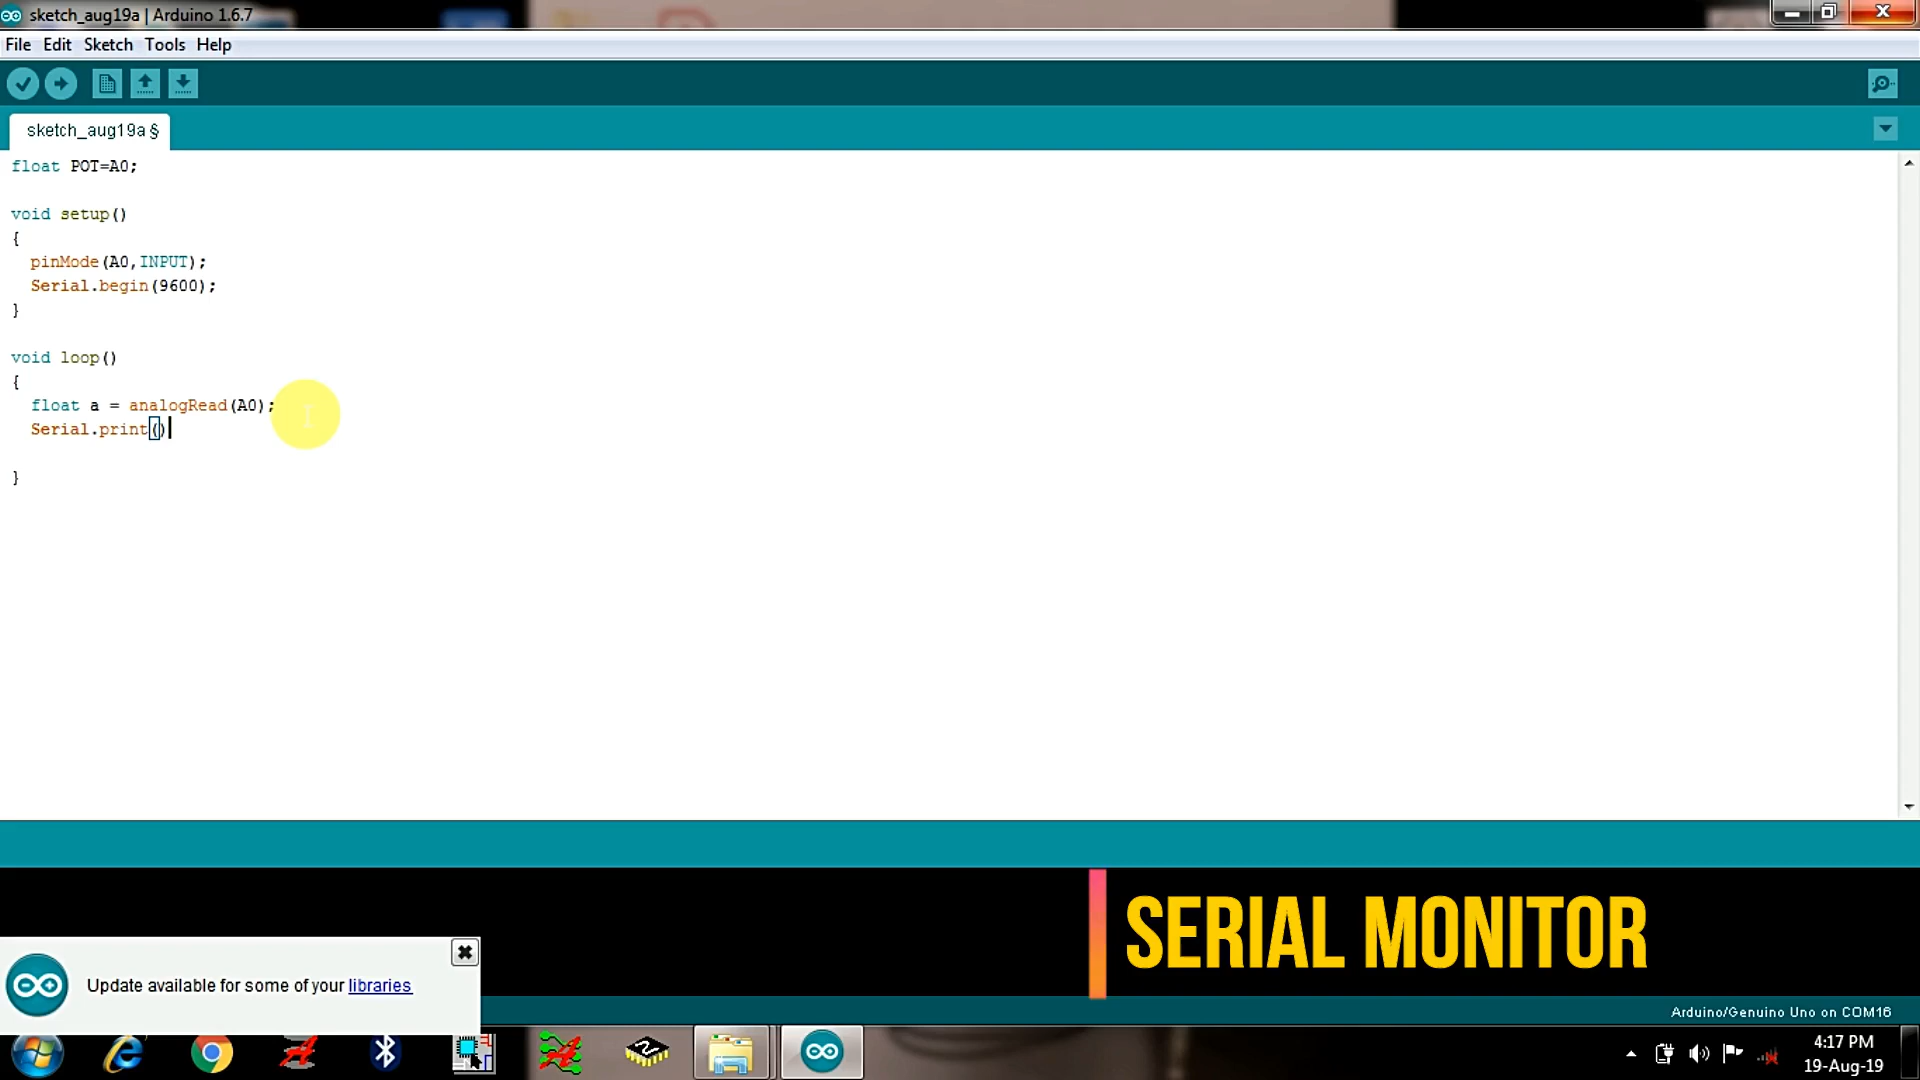 sketch_aug19a | Arduino 1.6.7
File Edit Sketch Tools Help
sketch_aug19a §
float POT=A0;
void setup()
{
pinMode(A0,INPUT);
Serial.begin(9600);
}
void loop()
{
float a = analogRead(A0);
Serial.print()
}
SERIAL MONITOR
Update available for some of your libraries
Arduino/Genuino Uno on COM16
4:17 PM
19-Aug-19